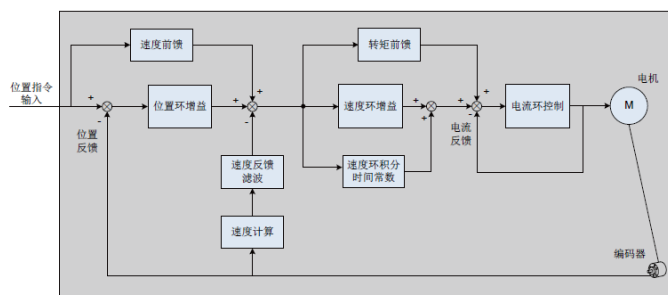 速度前馈
转矩前馈
位置指令
输入
位置环增益
速度环增益
电流环控制
电机
M
位置
反馈
电流
反馈
速度反馈
滤波
速度环积分
时间常数
速度计算
编码器
+
-
+
+
-
+
+
+
+
-